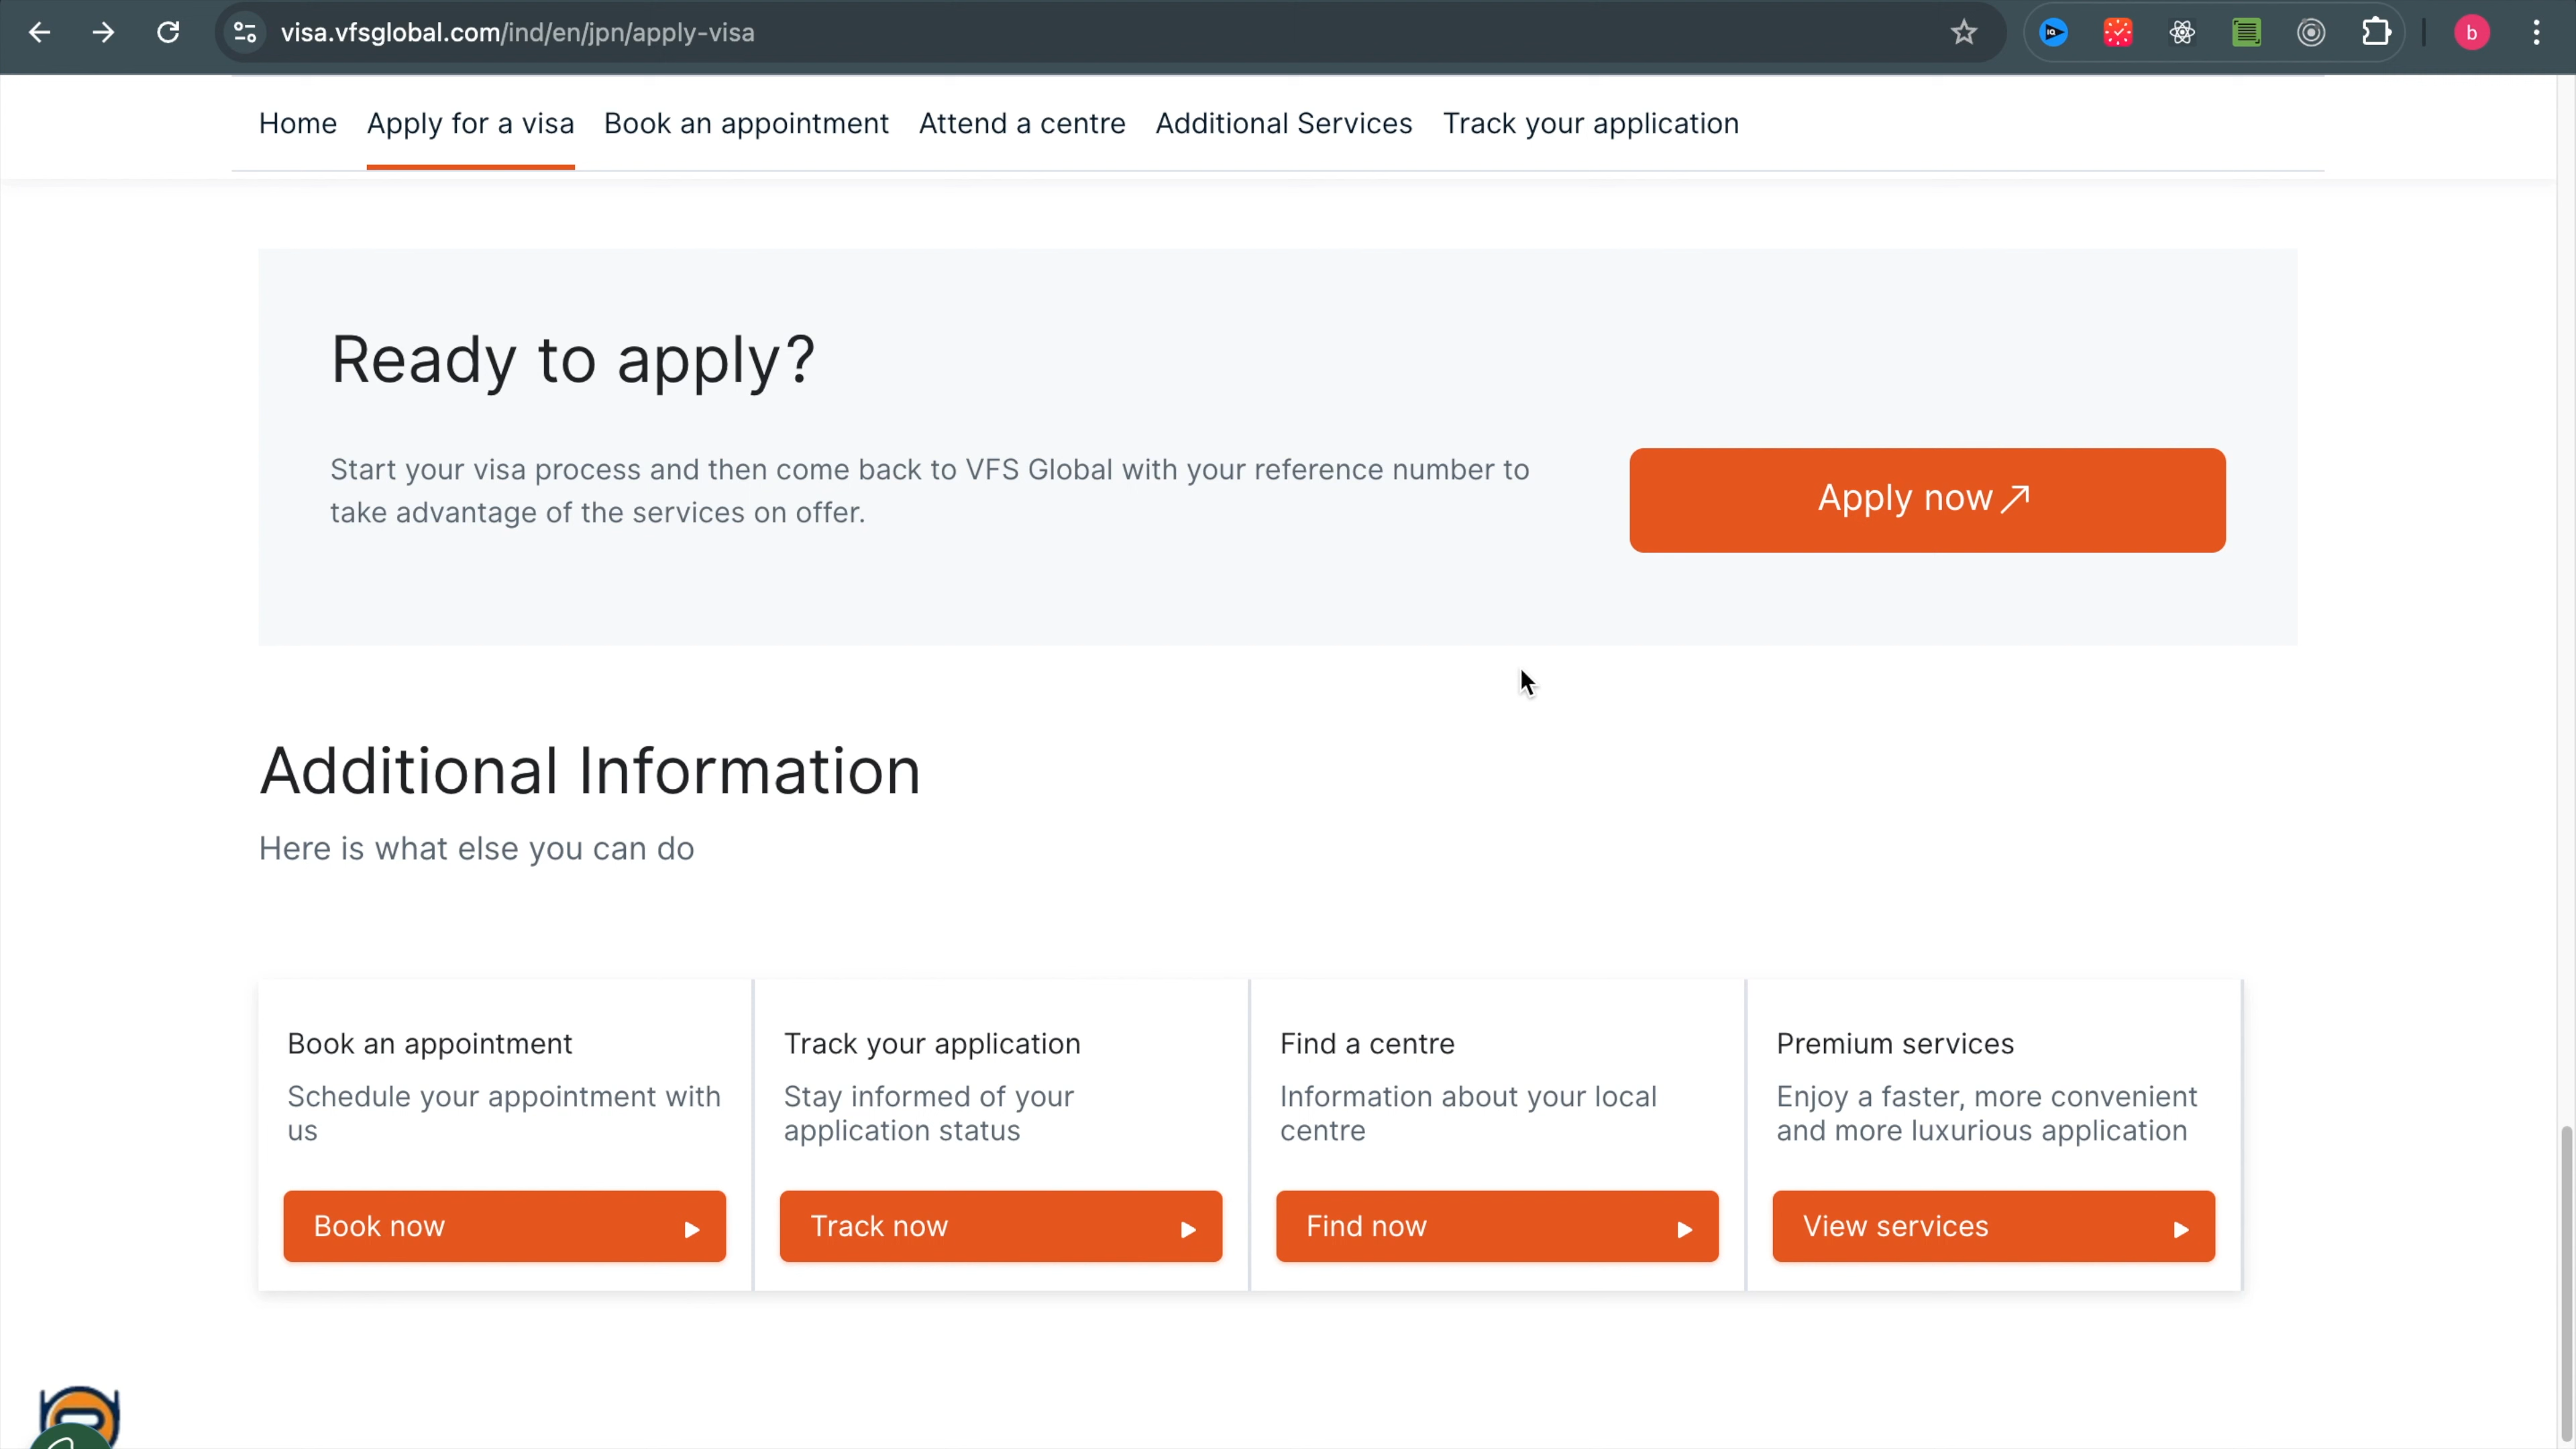 visa.vfsglobal.com/ind/en/jpn/apply-visa
b
Home Apply for a visa Book an appointment Attend a centre Additional Services Track your application
Ready to apply?
Start your visa process and then come back to VFS Global with your reference number to
take advantage of the services on offer.
Apply now
Additional Information
Here is what else you can do
Book an appointment
Schedule your appointment with
us
Book now
Track your application
Stay informed of your
application status
Track now
Find a centre
Information about your local
centre
Find now
Premium services
Enjoy a faster, more convenient
and more luxurious application
View services